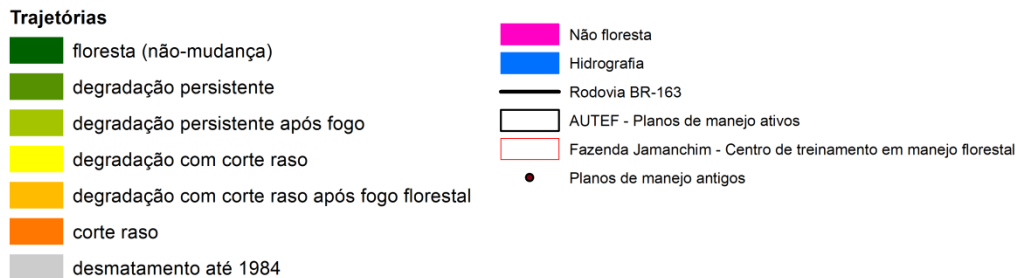 Trajetórias
floresta (não-mudança)
degradação persistente
degradação persistente após fogo
degradação com corte raso
degradação com corte raso após fogo florestal
corte raso
desmatamento até 1984
Não floresta
Hidrografia
Rodovia BR-163
AUTEF - Planos de manejo ativos
Fazenda Jamanchim - Centro de treinamento em manejo florestal
Planos de manejo antigos